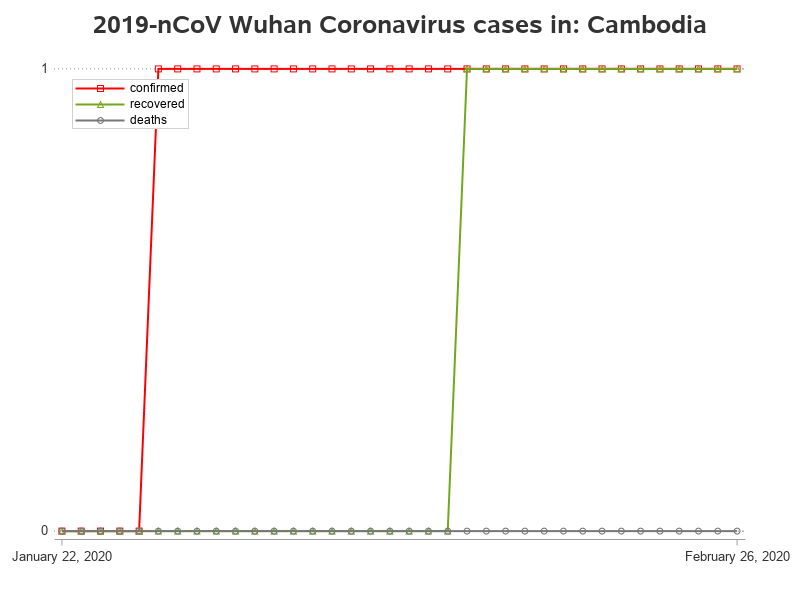 2019-nCoV Wuhan Coronavirus cases in: Cambodia
1
confirmed
recovered
deaths
0
January 22, 2020
February 26, 2020